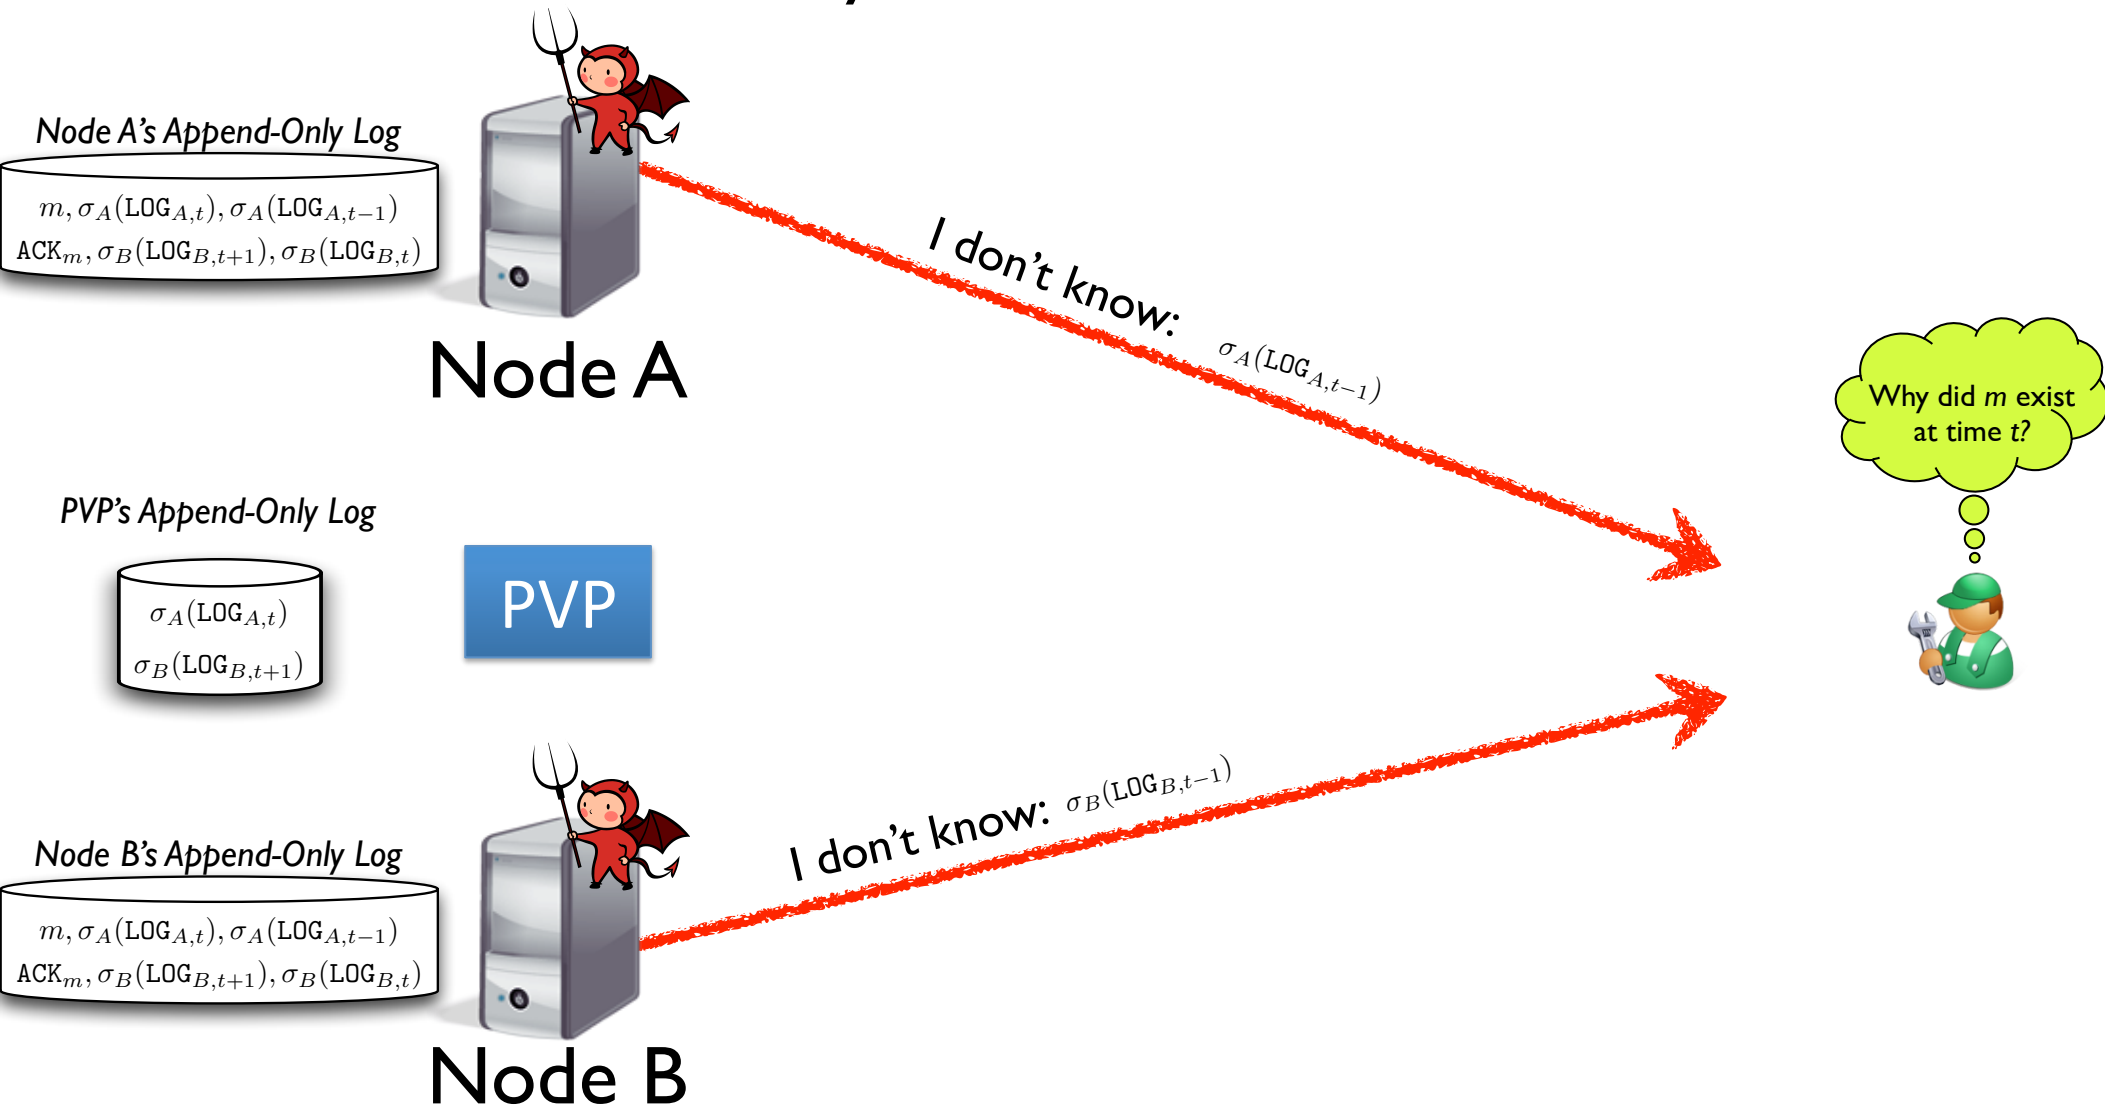 Node A's Append-Only Log
m, σ_A(LOG_{A,t}), σ_A(LOG_{A,t−1})
ACK_m, σ_B(LOG_{B,t+1}), σ_B(LOG_{B,t})
Node A
I don't know: σ_A(LOG_{A,t−1})
Why did m exist
at time t?
PVP's Append-Only Log
σ_A(LOG_{A,t})
σ_B(LOG_{B,t+1})
PVP
I don't know: σ_B(LOG_{B,t−1})
Node B's Append-Only Log
m, σ_A(LOG_{A,t}), σ_A(LOG_{A,t−1})
ACK_m, σ_B(LOG_{B,t+1}), σ_B(LOG_{B,t})
Node B